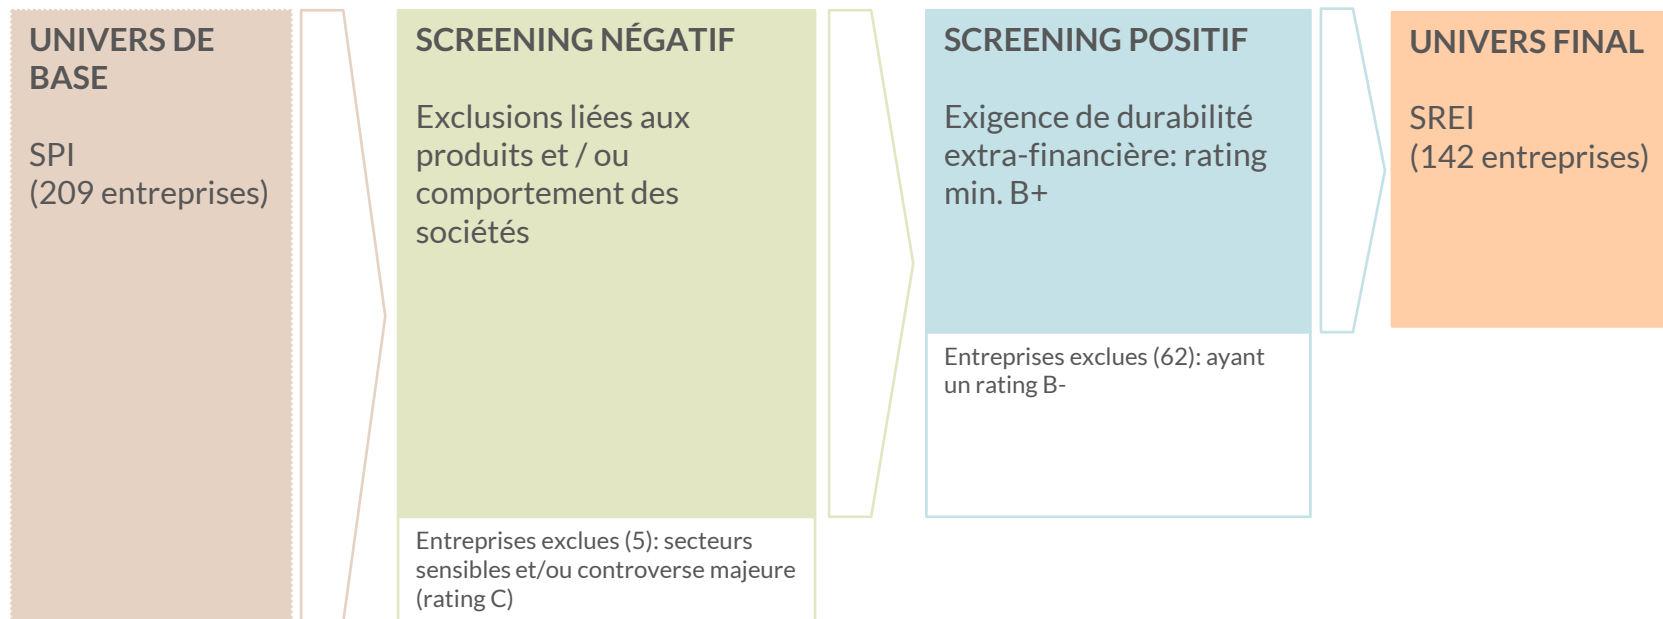 UNIVERS DE
BASE
SPI
(209 entreprises)
SCREENING NÉGATIF
Exclusions liées aux
produits et / ou
comportement des
sociétés
Entreprises exclues (5): secteurs
sensibles et/ou controverse majeure
(rating C)
SCREENING POSITIF
Exigence de durabilité
extra-financière: rating
min. B+
Entreprises exclues (62): ayant
un rating B-
UNIVERS FINAL
SREI
(142 entreprises)